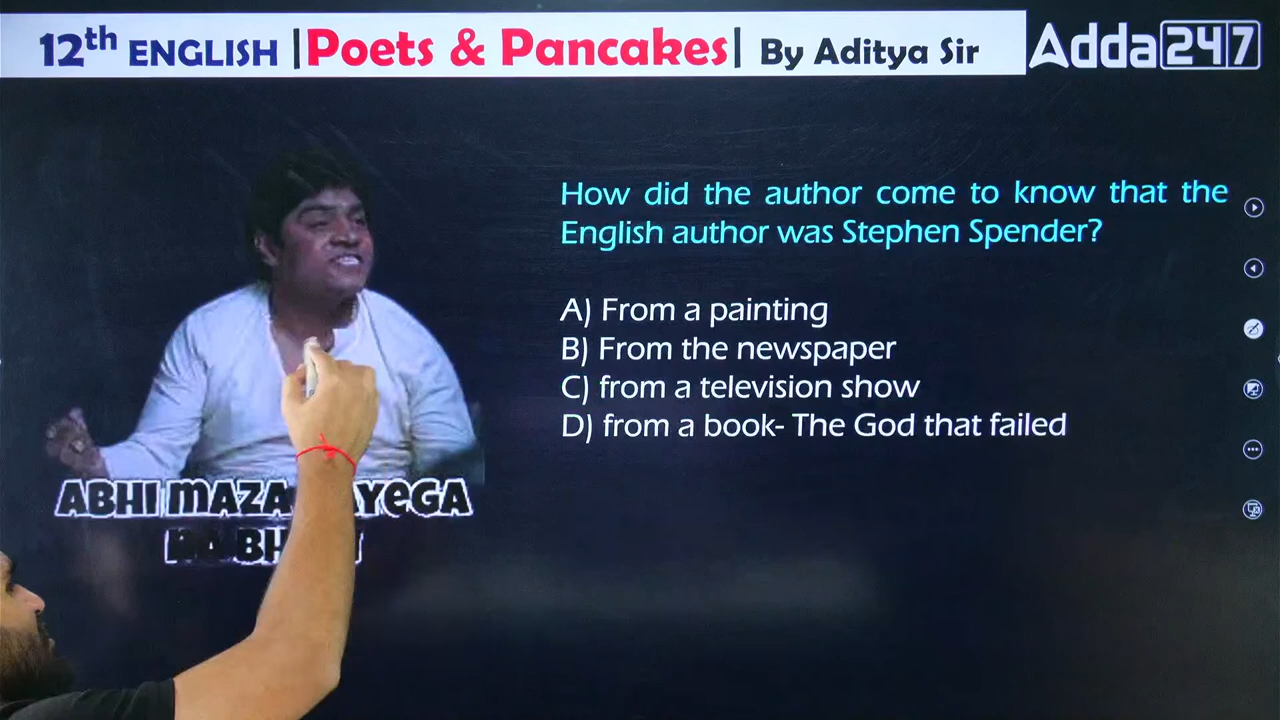 12th ENGLISH |Poets & Pancakes| By Aditya Sir
Adda247
How did the author come to know that the
English author was Stephen Spender?
A) From a painting
B) From the newspaper
C) from a television show
D) from a book- The God that failed
ABHI MAZA